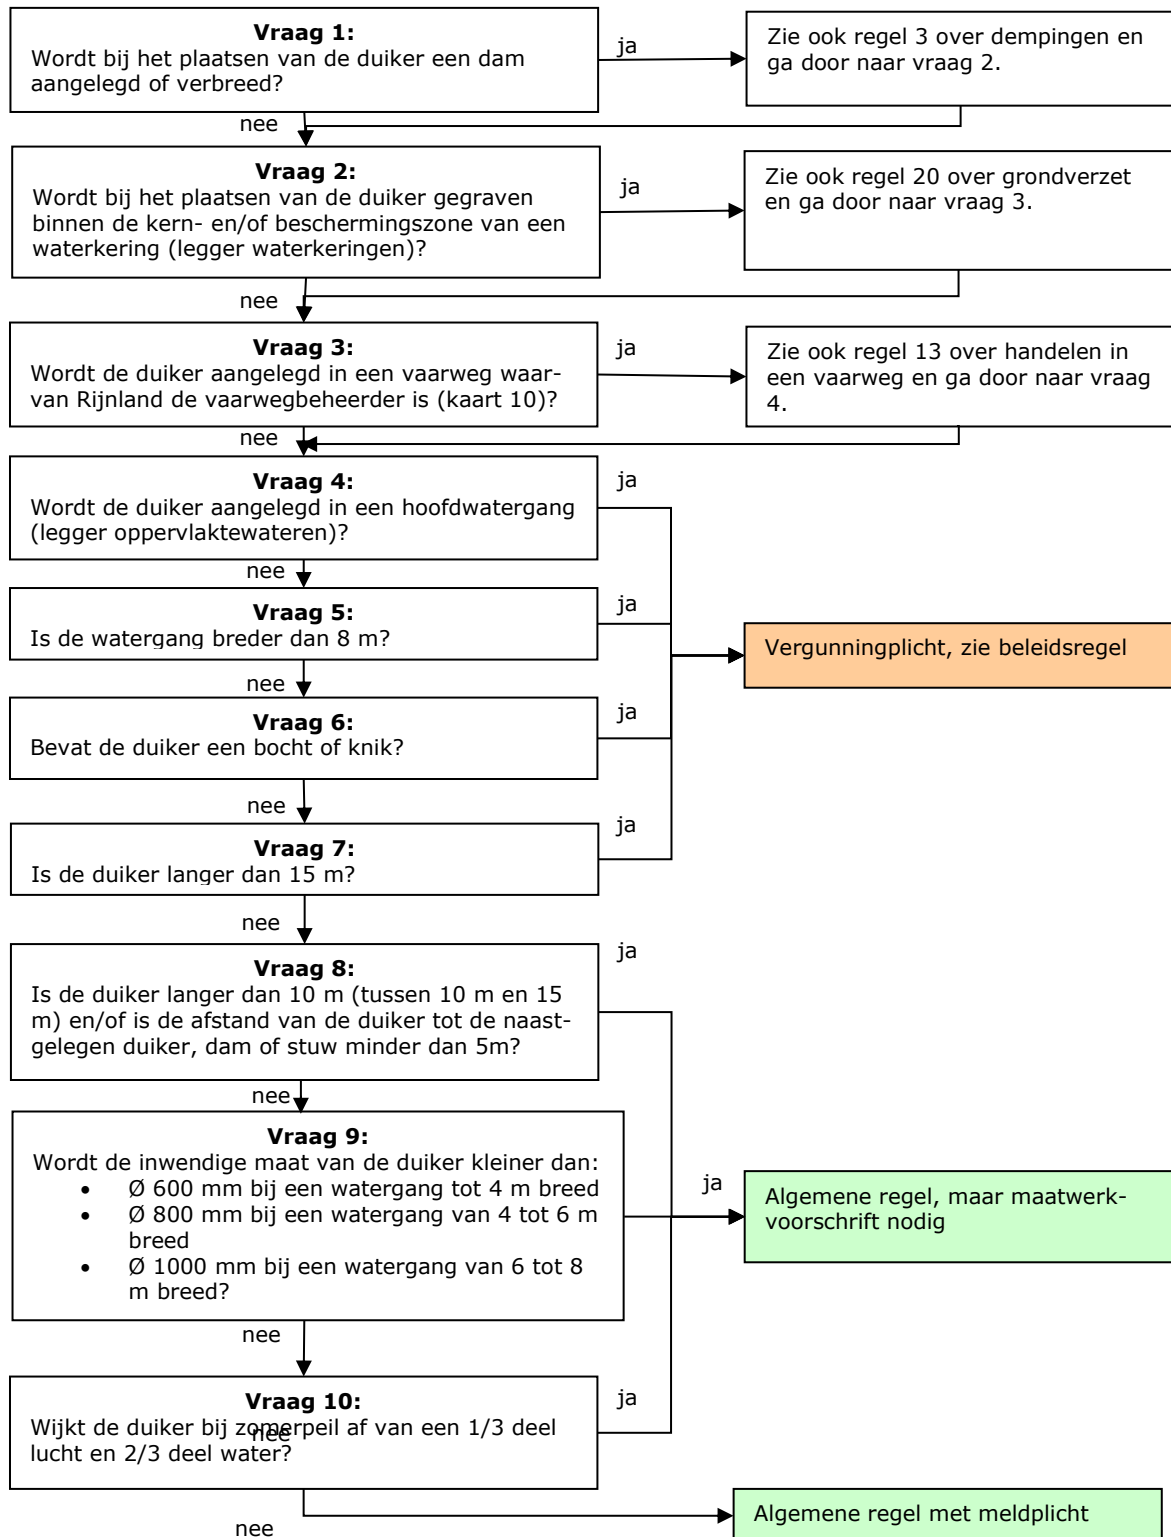 Vraag 1:
Wordt bij het plaatsen van de duiker een dam
aangelegd of verbreed?
ja
Zie ook regel 3 over dempingen en
ga door naar vraag 2.
nee
Vraag 2:
Wordt bij het plaatsen van de duiker gegraven
binnen de kern- en/of beschermingszone van een
waterkering (legger waterkeringen)?
ja
Zie ook regel 20 over grondverzet
en ga door naar vraag 3.
nee
Vraag 3:
Wordt de duiker aangelegd in een vaarweg waar-
van Rijnland de vaarwegbeheerder is (kaart 10)?
ja
Zie ook regel 13 over handelen in
een vaarweg en ga door naar vraag
4.
nee
Vraag 4:
Wordt de duiker aangelegd in een hoofdwatergang
(legger oppervlaktewateren)?
ja
nee
Vraag 5:
Is de watergang breder dan 8 m?
ja
Vergunningplicht, zie beleidsregel
nee
Vraag 6:
Bevat de duiker een bocht of knik?
ja
nee
Vraag 7:
Is de duiker langer dan 15 m?
ja
nee
Vraag 8:
Is de duiker langer dan 10 m (tussen 10 m en 15
m) en/of is de afstand van de duiker tot de naast-
gelegen duiker, dam of stuw minder dan 5m?
ja
nee
Vraag 9:
Wordt de inwendige maat van de duiker kleiner dan:
• Ø 600 mm bij een watergang tot 4 m breed
• Ø 800 mm bij een watergang van 4 tot 6 m
breed
• Ø 1000 mm bij een watergang van 6 tot 8
m breed?
ja
Algemene regel, maar maatwerk-
voorschrift nodig
nee
Vraag 10:
Wijkt de duiker bij zomerpeil af van een 1/3 deel
lucht en 2/3 deel water?
nee
ja
nee
Algemene regel met meldplicht